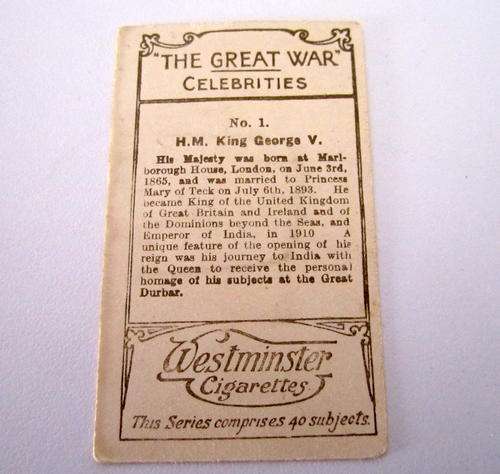 "THE GREAT WAR"
CELEBRITIES
No. 1.
H.M. King George V.
His Majesty was born at Marl-
borough House, London, on June 3rd,
1865, and was married to Princess
Mary of Teck on July 6th, 1893. He
became King of the United Kingdom
of Great Britain and Ireland and of
the Dominions beyond the Seas, and
Emperor of India, in 1910 A
unique feature of the opening of his
reign was his journey to India with
the Queen to receive the personal
homage of his subjects at the Great
Durbar.
Westminster
Cigarettes.
This Series comprises 40 subjects.